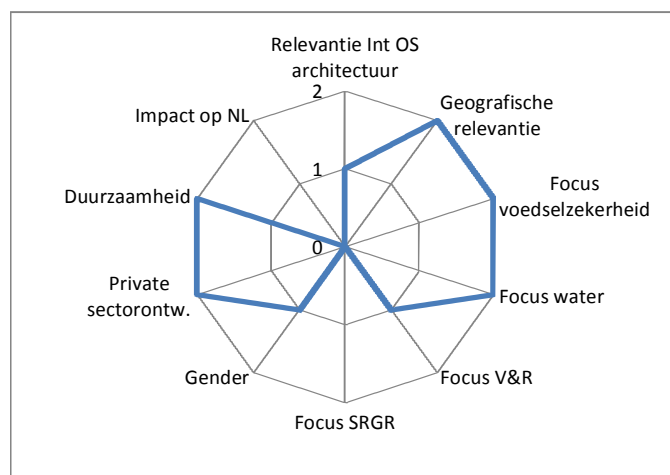 Relevantie Int OS
architectuur
2
Geografische
relevantie
Impact op NL
1
Duurzaamheid
Focus
voedselzekerheid
0
Private
sectorontw.
Focus water
Gender
Focus V&R
Focus SRGR